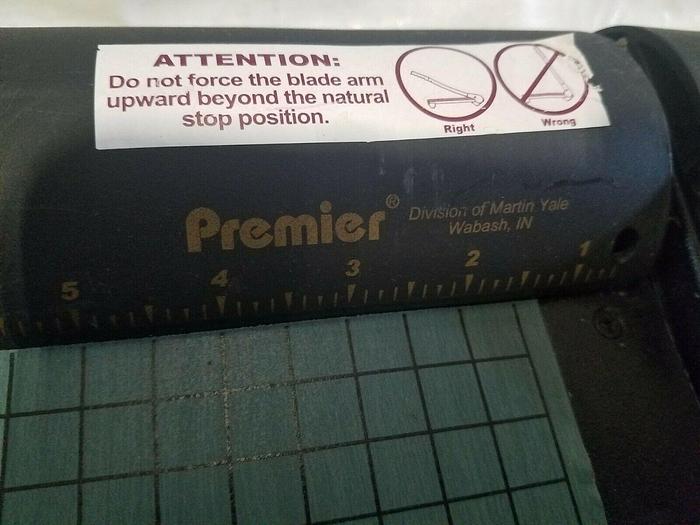 ATTENTION:
Do not force the blade arm
upward beyond the natural
stop position.
Right
Wrong
Premier®
Division of Martin Yale
Wabash, IN
5 4 3 2 1